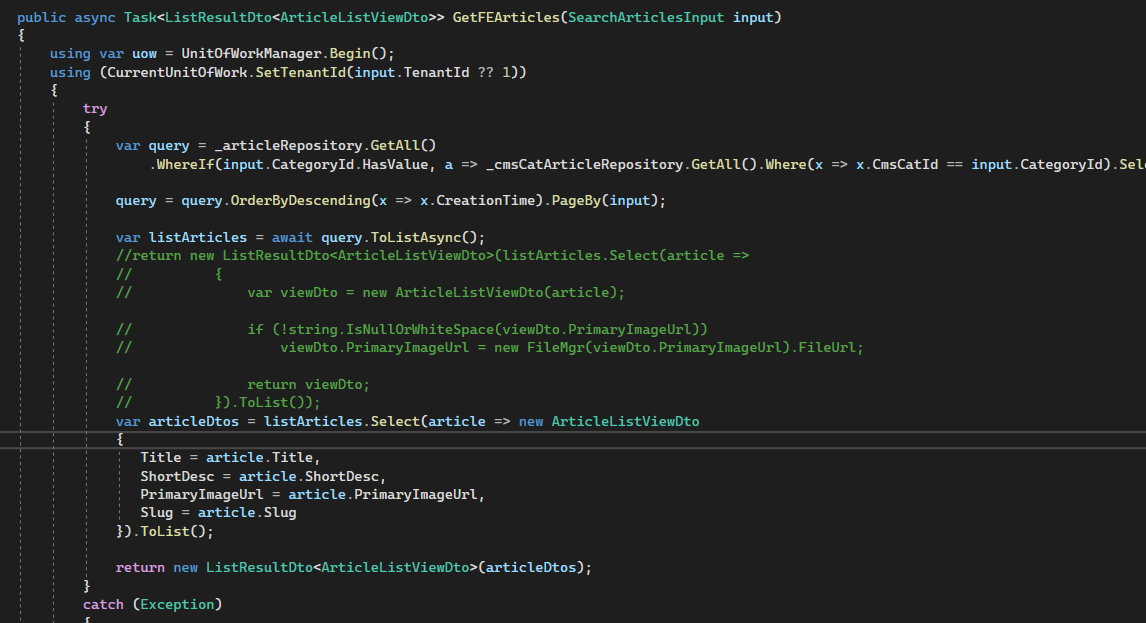 public async Task<ListResultDto<ArticleListViewDto>> GetFEArticles(SearchArticlesInput input)
{
using var uow = UnitOfWorkManager.Begin();
using (CurrentUnitOfWork.SetTenantId(input.TenantId ?? 1))
{
try
{
var query = _articleRepository.GetAll()
.WhereIf(input.CategoryId.HasValue, a => _cmsCatArticleRepository.GetAll().Where(x => x.CmsCatId == input.CategoryId).Sel
query = query.OrderByDescending(x => x.CreationTime).PageBy(input);
var listArticles = await query.ToListAsync();
//return new ListResultDto<ArticleListViewDto>(listArticles.Select(article =>
// {
// var viewDto = new ArticleListViewDto(article);
// if (!string.IsNullOrWhiteSpace(viewDto.PrimaryImageUrl))
// viewDto.PrimaryImageUrl = new FileMgr(viewDto.PrimaryImageUrl).FileUrl;
// return viewDto;
// }).ToList());
var articleDtos = listArticles.Select(article => new ArticleListViewDto
{
Title = article.Title,
ShortDesc = article.ShortDesc,
PrimaryImageUrl = article.PrimaryImageUrl,
Slug = article.Slug
}).ToList();
return new ListResultDto<ArticleListViewDto>(articleDtos);
}
catch (Exception)
{